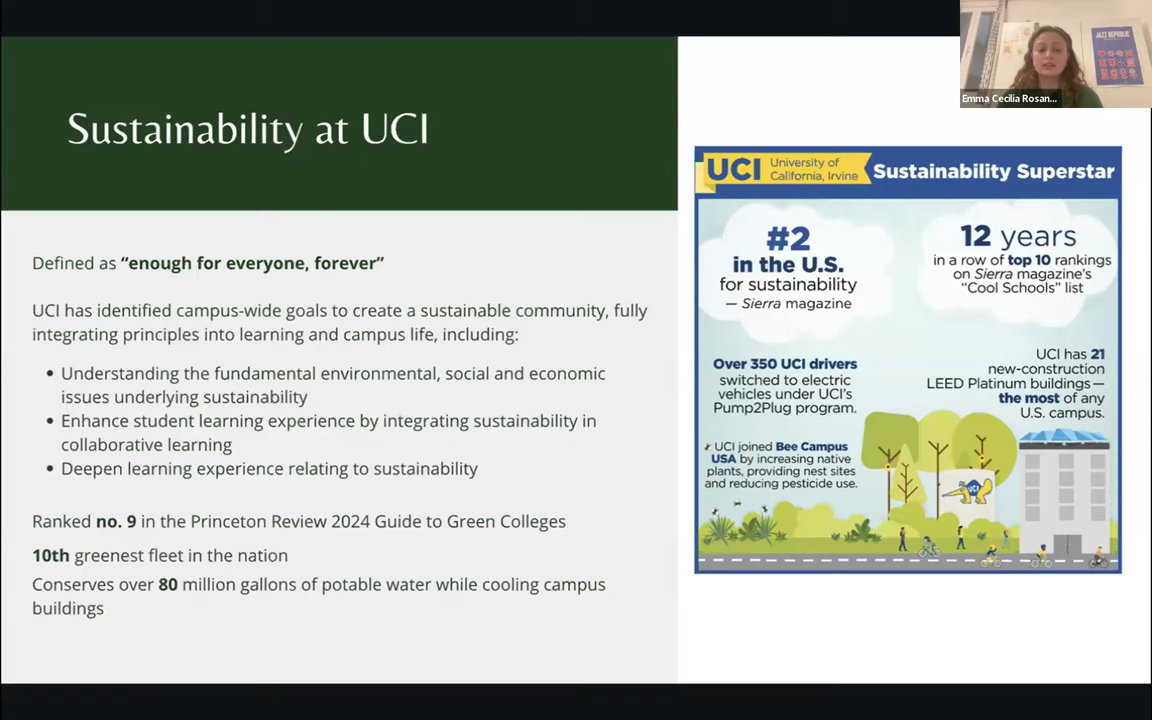 Sustainability at UCI
Defined as “enough for everyone, forever”
UCI has identified campus-wide goals to create a sustainable community, fully
integrating principles into learning and campus life, including:
• Understanding the fundamental environmental, social and economic
issues underlying sustainability
• Enhance student learning experience by integrating sustainability in
collaborative learning
• Deepen learning experience relating to sustainability
Ranked no. 9 in the Princeton Review 2024 Guide to Green Colleges
10th greenest fleet in the nation
Conserves over 80 million gallons of potable water while cooling campus
buildings
JAZZ REPUBLIC
Emma Cecilia Rosan...
UCI
University of
California, Irvine
Sustainability Superstar
#2
in the U.S.
for sustainability
— Sierra magazine
12 years
in a row of top 10 rankings
on Sierra magazine’s
“Cool Schools” list
Over 350 UCI drivers
switched to electric
vehicles under UCI’s
Pump2Plug program.
UCI has 21
new-construction
LEED Platinum buildings —
the most of any
U.S. campus.
UCI joined Bee Campus
USA by increasing native
plants, providing nest sites
and reducing pesticide use.
UCI